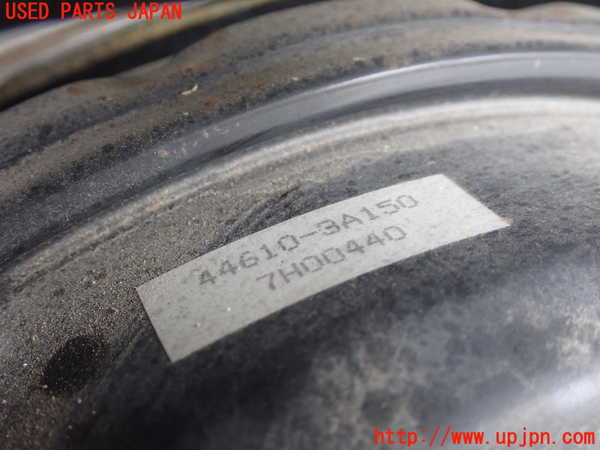 USED PARTS JAPAN
44610-3A150
7H00440
http://www.upjpn.com/